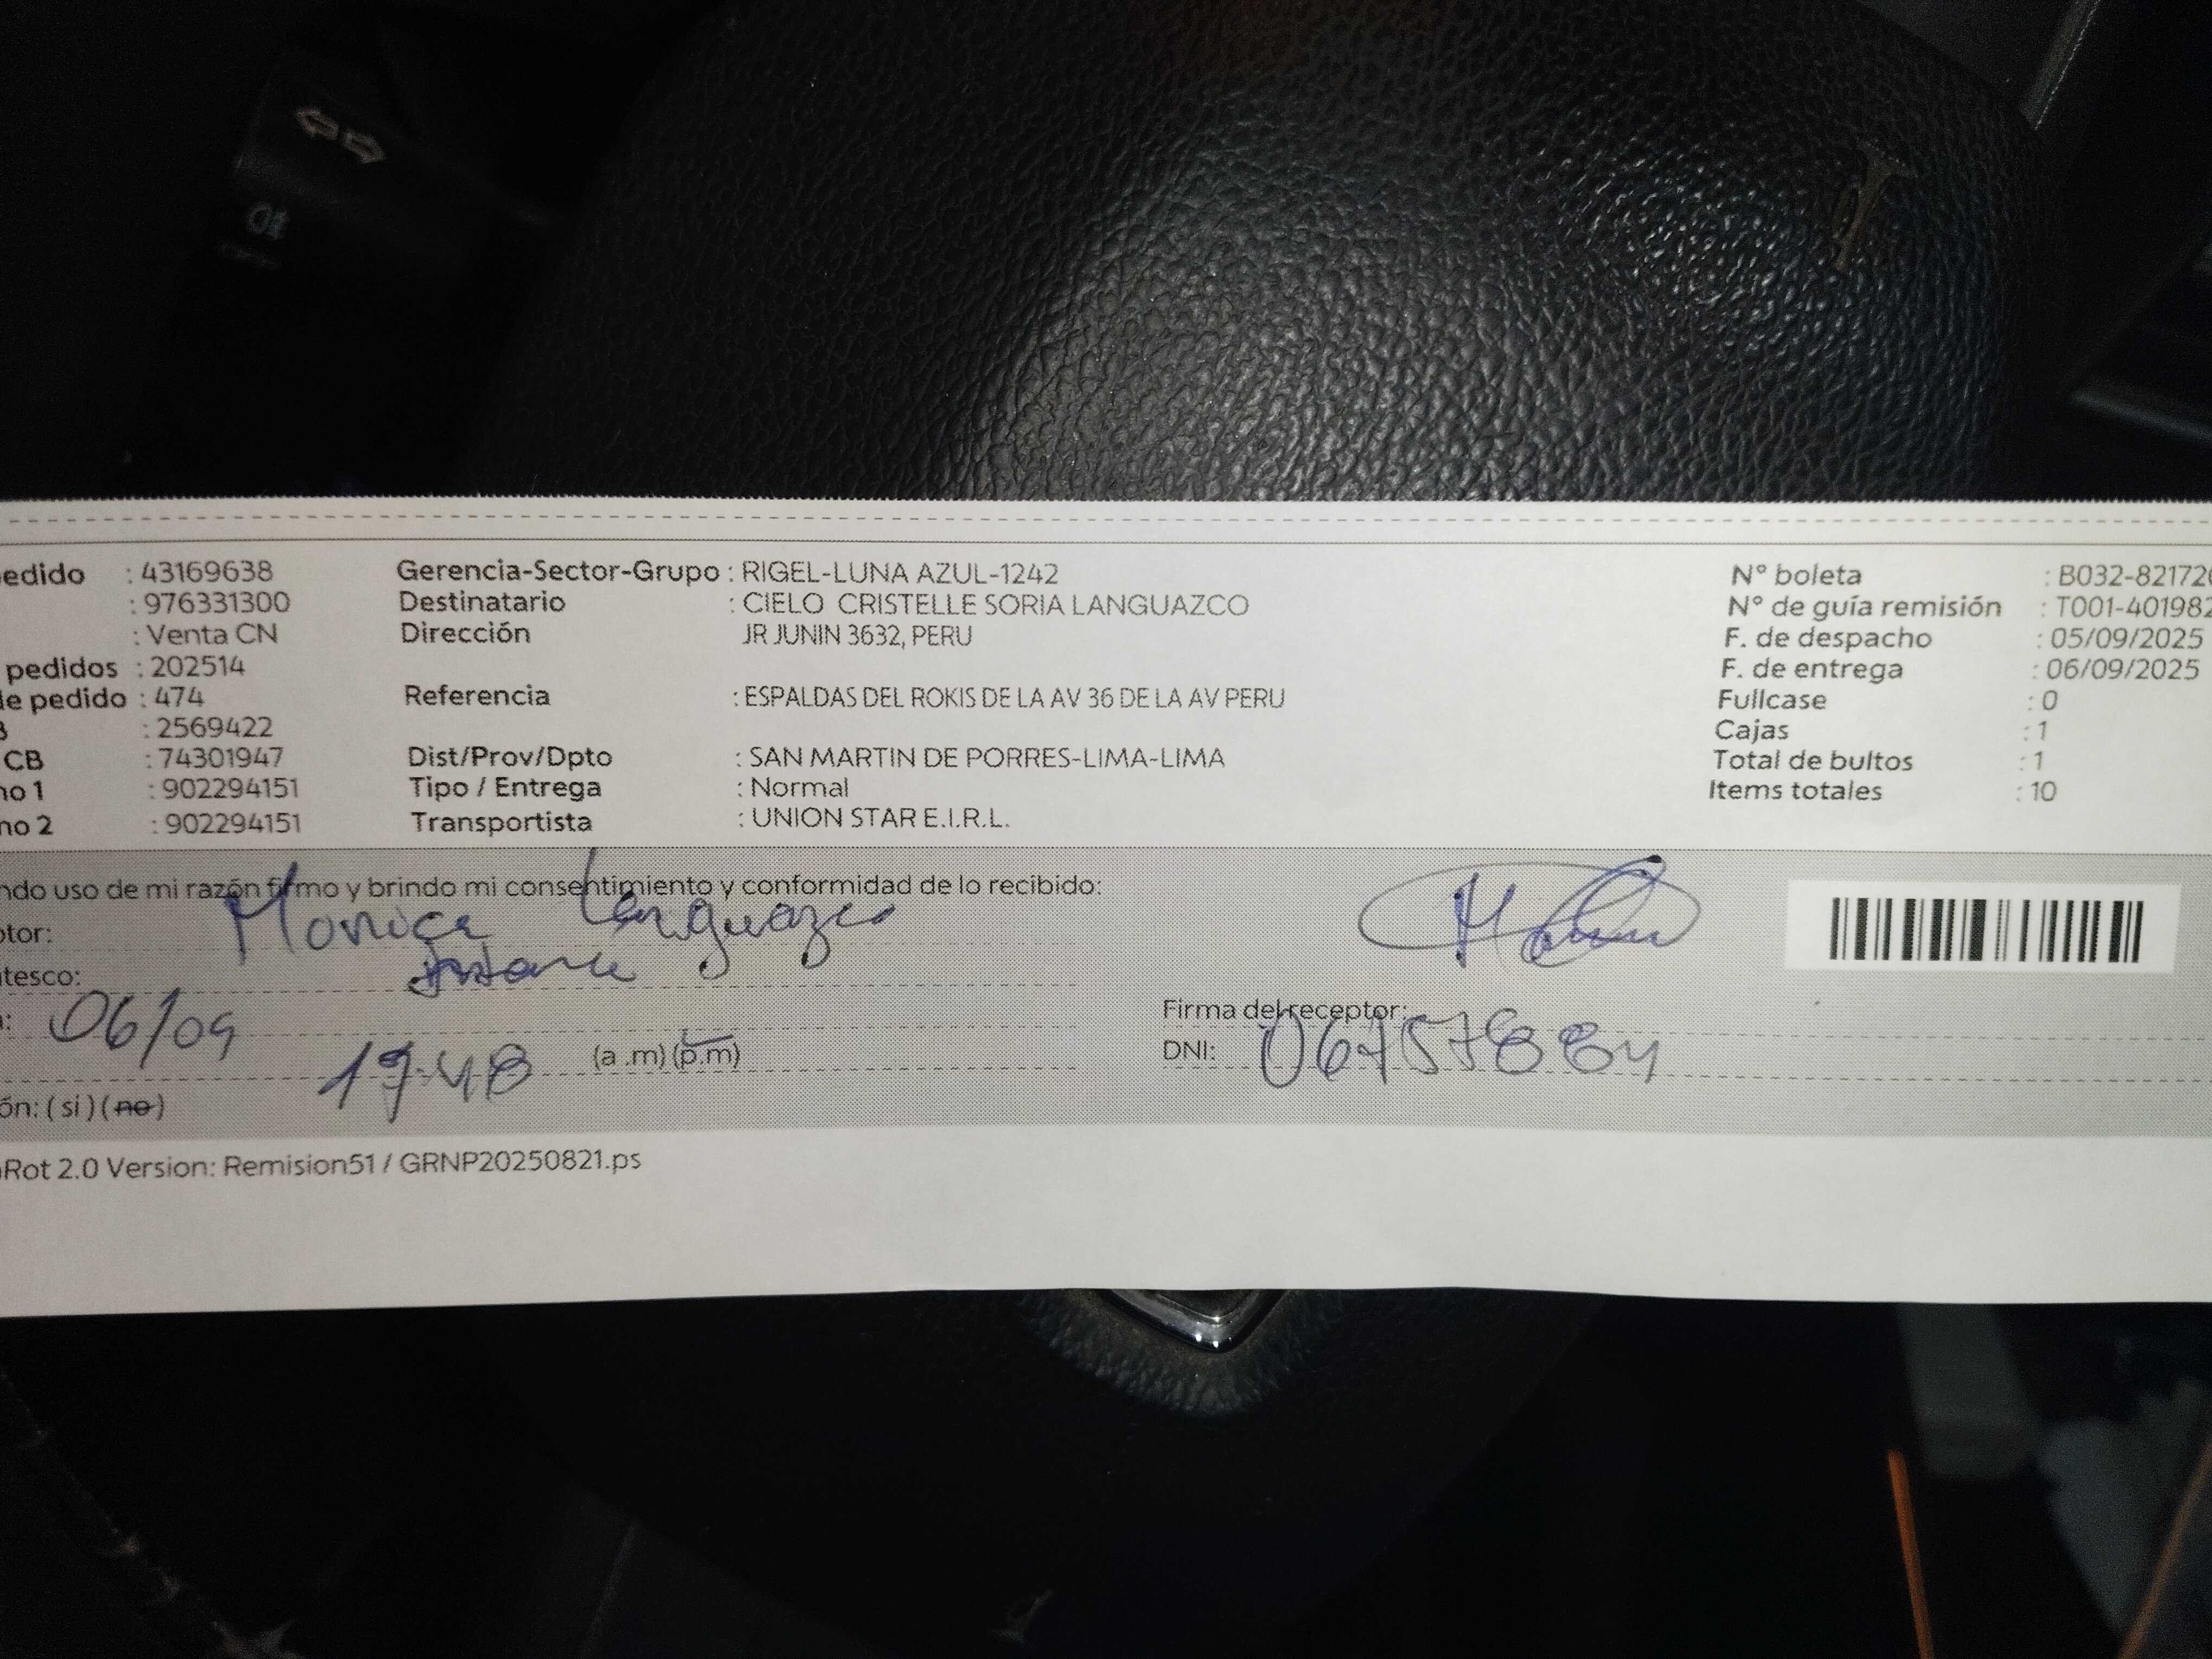 edido : 43169638 Gerencia-Sector-Grupo : RIGEL-LUNA AZUL-1242 N° boleta : B032-82172
: 976331300 Destinatario : CIELO CRISTELLE SORIA LANGUAZCO N° de guía remisión : T001-401982
: Venta CN Dirección JR JUNIN 3632, PERU F. de despacho : 05/09/2025
pedidos : 202514 F. de entrega : 06/09/2025
de pedido : 474 Referencia : ESPALDAS DEL ROKIS DE LA AV 36 DE LA AV PERU Fullcase : 0
: 2569422 Cajas : 1
CB : 74301947 Dist/Prov/Dpto : SAN MARTIN DE PORRES-LIMA-LIMA Total de bultos : 1
no 1 : 902294151 Tipo / Entrega : Normal Items totales : 10
no 2 : 902294151 Transportista : UNION STAR E.I.R.L.
ndo uso de mi razón firmo y brindo mi consentimiento y conformidad de lo recibido:
ptor: Monica Languazco
tesco:
: 06/09 Firma del receptor:
19:48 (a .m) (p.m) DNI: 06757884
ón: ( si ) ( no )
Rot 2.0 Version: Remision51 / GRNP20250821.ps